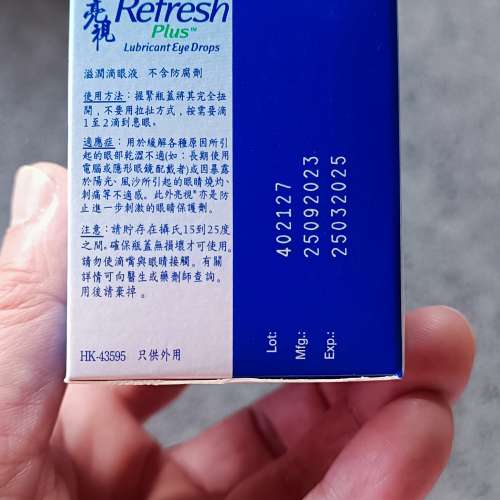 亮視
Refresh
Plus™
Lubricant Eye Drops
滋潤滴眼液 不含防腐劑
使用方法：握緊瓶蓋將其完全扭
開，不要用拉扯方式，按需要滴
1至2滴到患眼。
適應症：用於緩解各種原因所引
起的眼部乾澀不適(如：長期使用
電腦或隱形眼鏡配戴者)或因暴露
於陽光、風沙所引起的眼睛燒灼、
刺痛等不適感。此外亮視®亦是防
止進一步刺激的眼睛保護劑。
注意：請貯存在攝氏15到25度
之間。確保瓶蓋無損壞才可使用。
請勿使滴嘴與眼睛接觸。有關
詳情可向醫生或藥劑師查詢。
用後請棄掉。
HK-43595 只供外用
Lot: 402127
Mfg.: 25092023
Exp.: 25032025